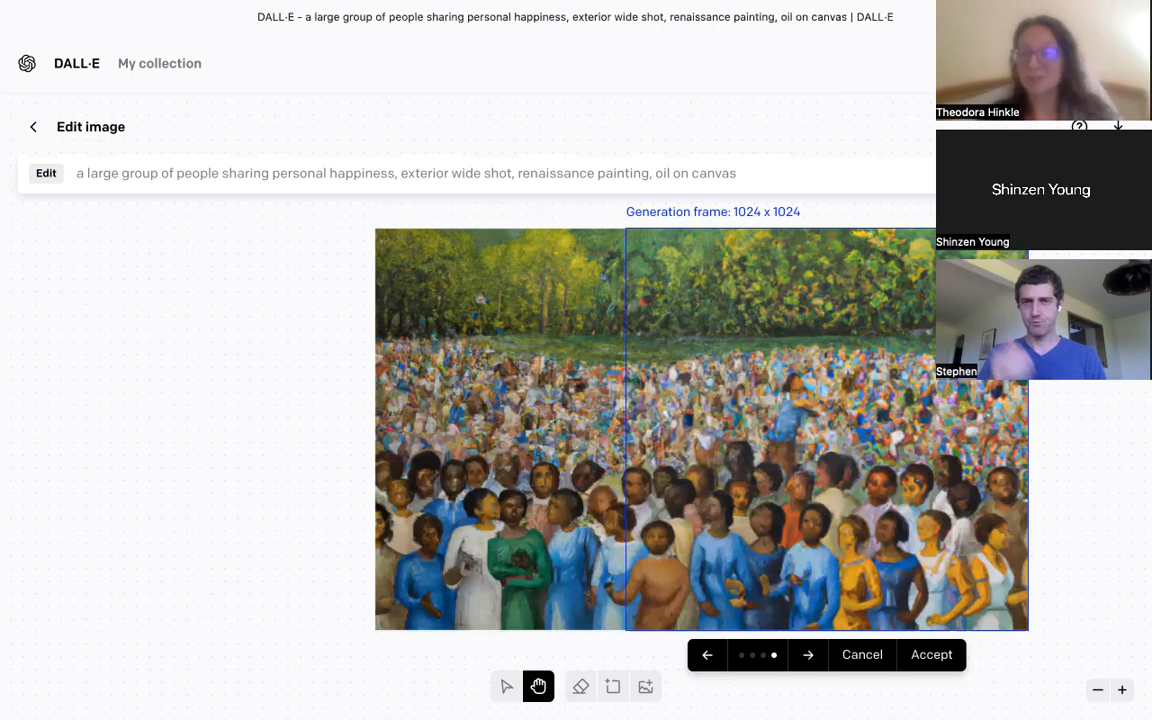 DALL·E - a large group of people sharing personal happiness, exterior wide shot, renaissance painting, oil on canvas | DALL·E
DALL·E My collection
Theodora Hinkle
Edit image
Edit a large group of people sharing personal happiness, exterior wide shot, renaissance painting, oil on canvas
Shinzen Young
Generation frame: 1024 x 1024
Shinzen Young
Stephen
Cancel Accept